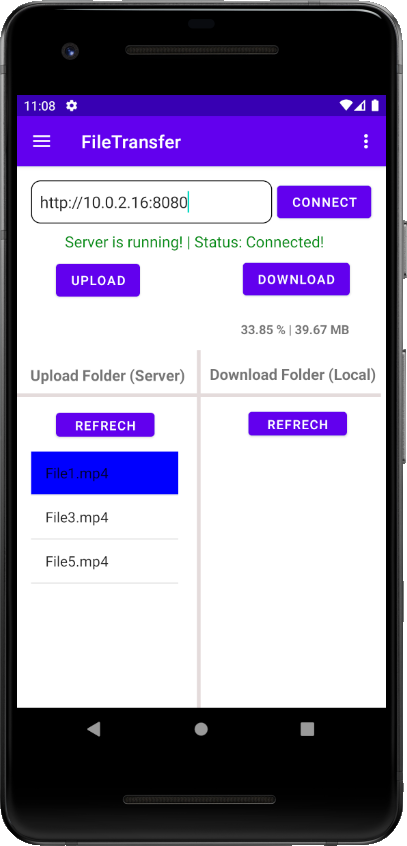 11:08
FileTransfer
http://10.0.2.16:8080 CONNECT
Server is running! | Status: Connected!
UPLOAD DOWNLOAD
33.85 % | 39.67 MB
Upload Folder (Server) Download Folder (Local)
REFRECH REFRECH
File1.mp4
File3.mp4
File5.mp4